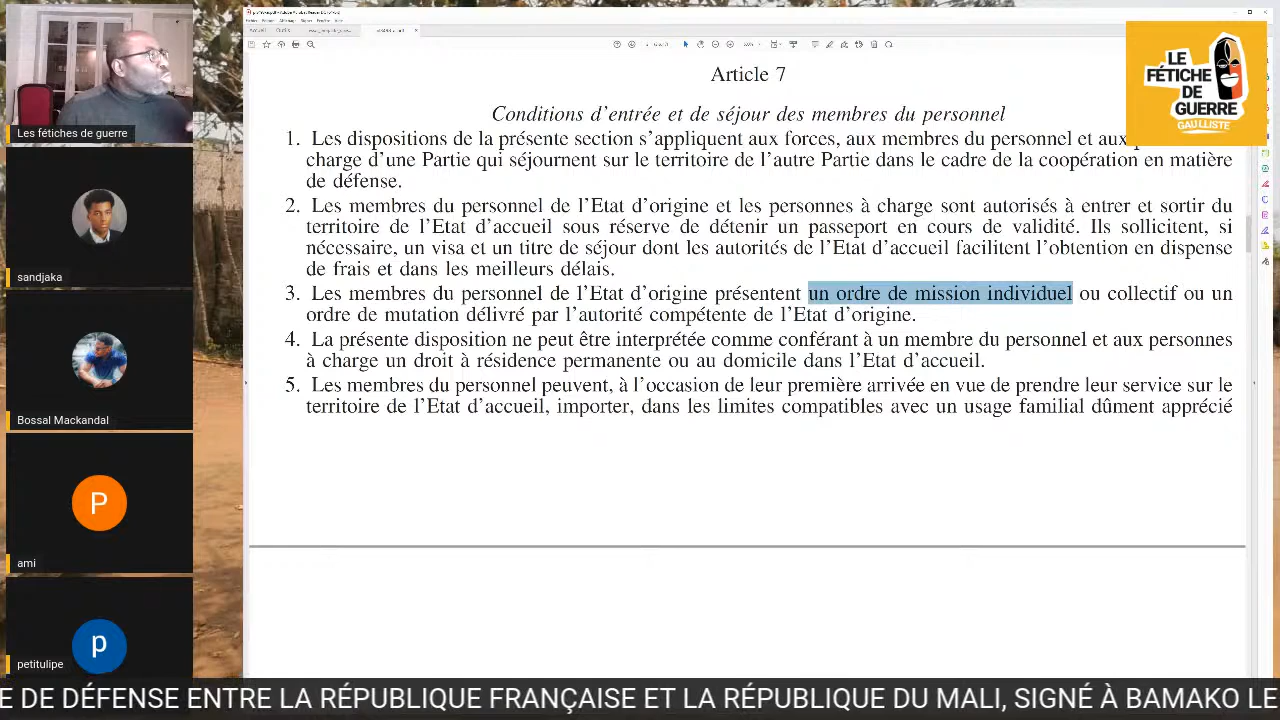 Accueil
Outils
LE
FÉTICHE
DE
GUERRE
GAULLISTE
Les fétiches de guerre
sandjaka
Bossal Mackandal
P
ami
p
petitulipe
Article 7
Conditions d’entrée et de séjour des membres du personnel
1. Les dispositions de la présente section s’appliquent aux forces, aux membres du personnel et aux
charge d’une Partie qui séjournent sur le territoire de l’autre Partie dans le cadre de la coopération en matière
de défense.
2. Les membres du personnel de l’Etat d’origine et les personnes à charge sont autorisés à entrer et sortir du
territoire de l’Etat d’accueil sous réserve de détenir un passeport en cours de validité. Ils sollicitent, si
nécessaire, un visa et un titre de séjour dont les autorités de l’Etat d’accueil facilitent l’obtention en dispense
de frais et dans les meilleurs délais.
3. Les membres du personnel de l’Etat d’origine présentent un ordre de mission individuel ou collectif ou un
ordre de mutation délivré par l’autorité compétente de l’Etat d’origine.
4. La présente disposition ne peut être interprétée comme conférant à un membre du personnel et aux personnes
à charge un droit à résidence permanente ou au domicile dans l’Etat d’accueil.
5. Les membres du personnel peuvent, à l’occasion de leur première arrivée en vue de prendre leur service sur le
territoire de l’Etat d’accueil, importer, dans les limites compatibles avec un usage familial dûment apprécié
E DE DÉFENSE ENTRE LA RÉPUBLIQUE FRANÇAISE ET LA RÉPUBLIQUE DU MALI, SIGNÉ À BAMAKO LE